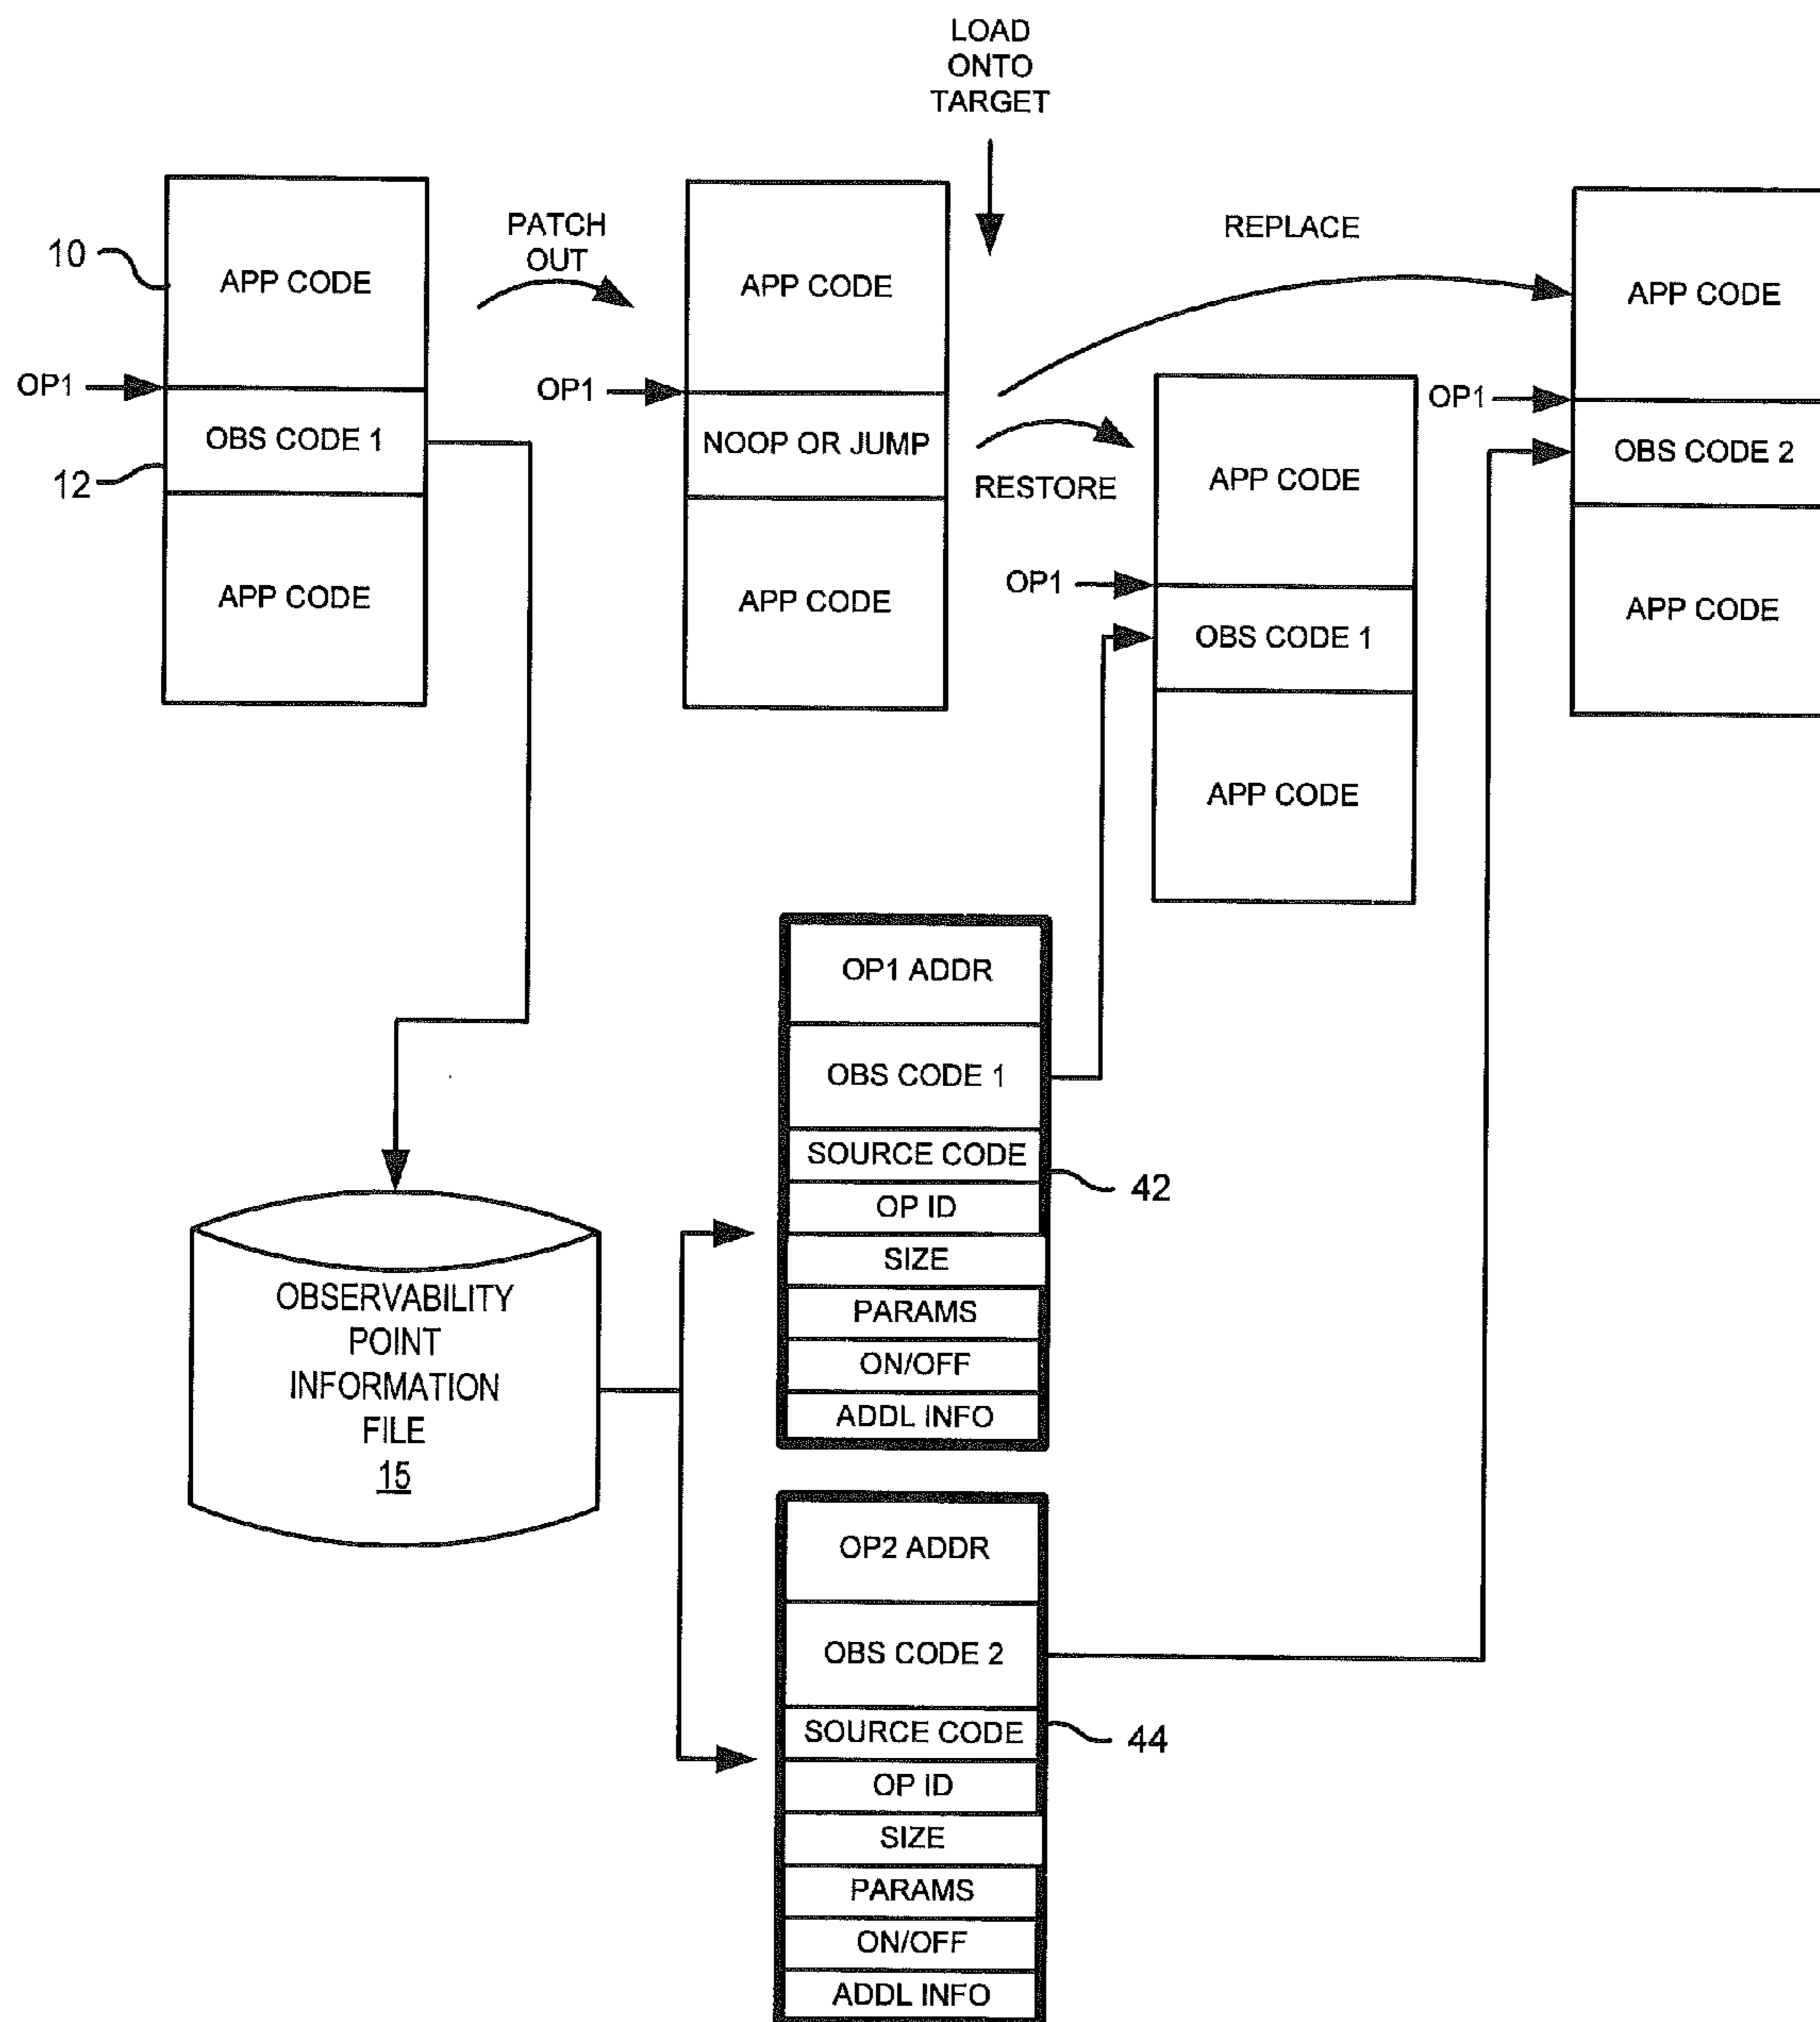 LOAD
ONTO
TARGET
PATCH
OUT
REPLACE
10
APP CODE
APP CODE
APP CODE
OP1
OP1
OP1
OBS CODE 1
NOOP OR JUMP
OBS CODE 2
12
RESTORE
APP CODE
OP1
APP CODE
APP CODE
APP CODE
OBS CODE 1
APP CODE
OP1 ADDR
OBS CODE 1
SOURCE CODE
42
OP ID
SIZE
PARAMS
ON/OFF
ADDL INFO
OBSERVABILITY
POINT
INFORMATION
FILE
15
OP2 ADDR
OBS CODE 2
SOURCE CODE
44
OP ID
SIZE
PARAMS
ON/OFF
ADDL INFO